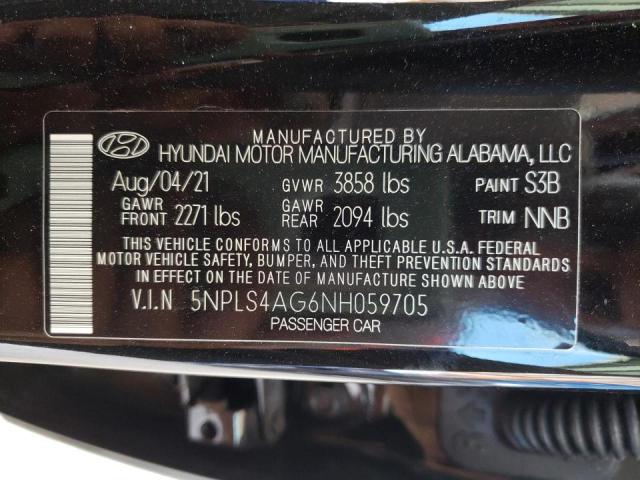 MANUFACTURED BY
HYUNDAI MOTOR MANUFACTURING ALABAMA, LLC
Aug/04/21 GVWR 3858 lbs PAINT S3B
GAWR FRONT 2271 lbs GAWR REAR 2094 lbs TRIM NNB
THIS VEHICLE CONFORMS TO ALL APPLICABLE U.S.A. FEDERAL
MOTOR VEHICLE SAFETY, BUMPER, AND THEFT PREVENTION STANDARDS
IN EFFECT ON THE DATE OF MANUFACTURE SHOWN ABOVE.
V.I.N 5NPLS4AG6NH059705
PASSENGER CAR